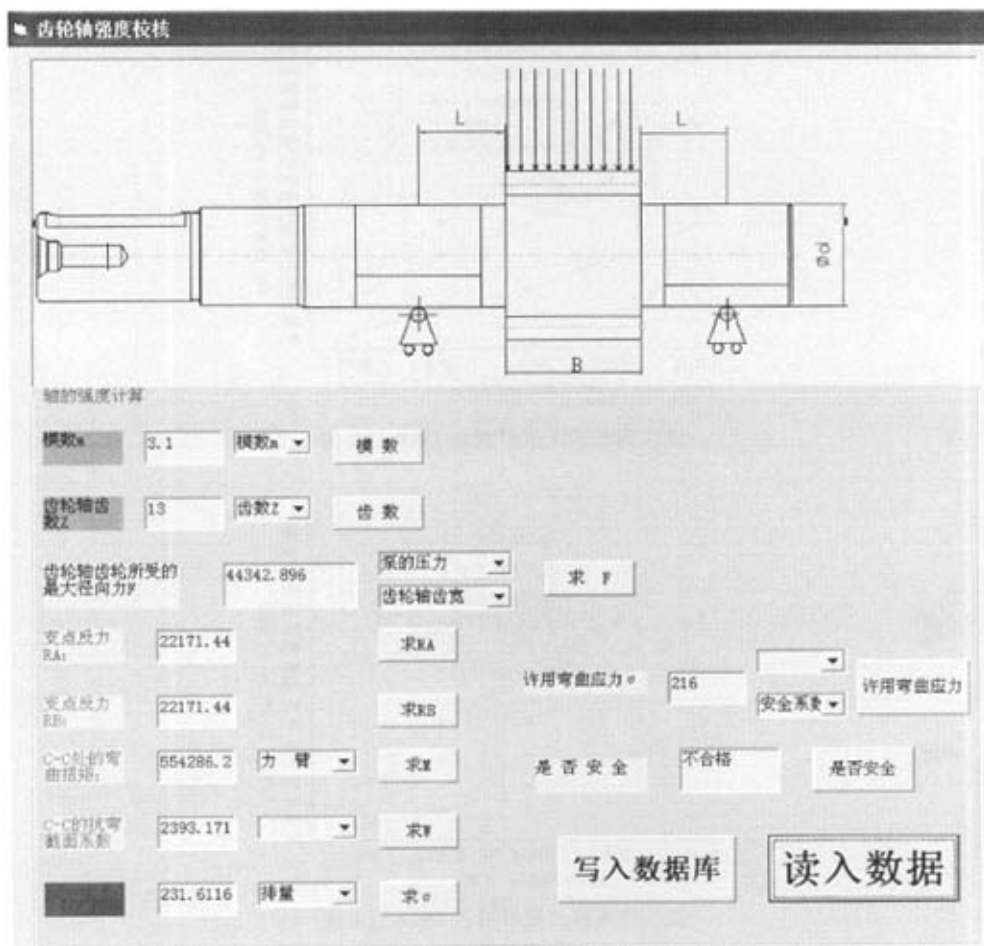 齿轮轴强度校核
L
L
φd
B
轴的强度计算
模数m
3.1
模数m
模 数
齿轮轴齿
数Z
13
齿数Z
齿 数
齿轮轴齿轮所受的
最大径向力F
44342.896
泵的压力
齿轮轴齿宽
求 F
支点反力
RA:
22171.44
求RA
许用弯曲应力σ
216
安全系数
许用弯曲应力
支点反力
RB:
22171.44
求RB
C-C处的弯
曲扭矩:
554286.2
力 臂
求M
是 否 安 全
不合格
是否安全
C-C的抗弯
截面系数
2393.171
求W
写入数据库
读入数据
231.6116
排量
求σ